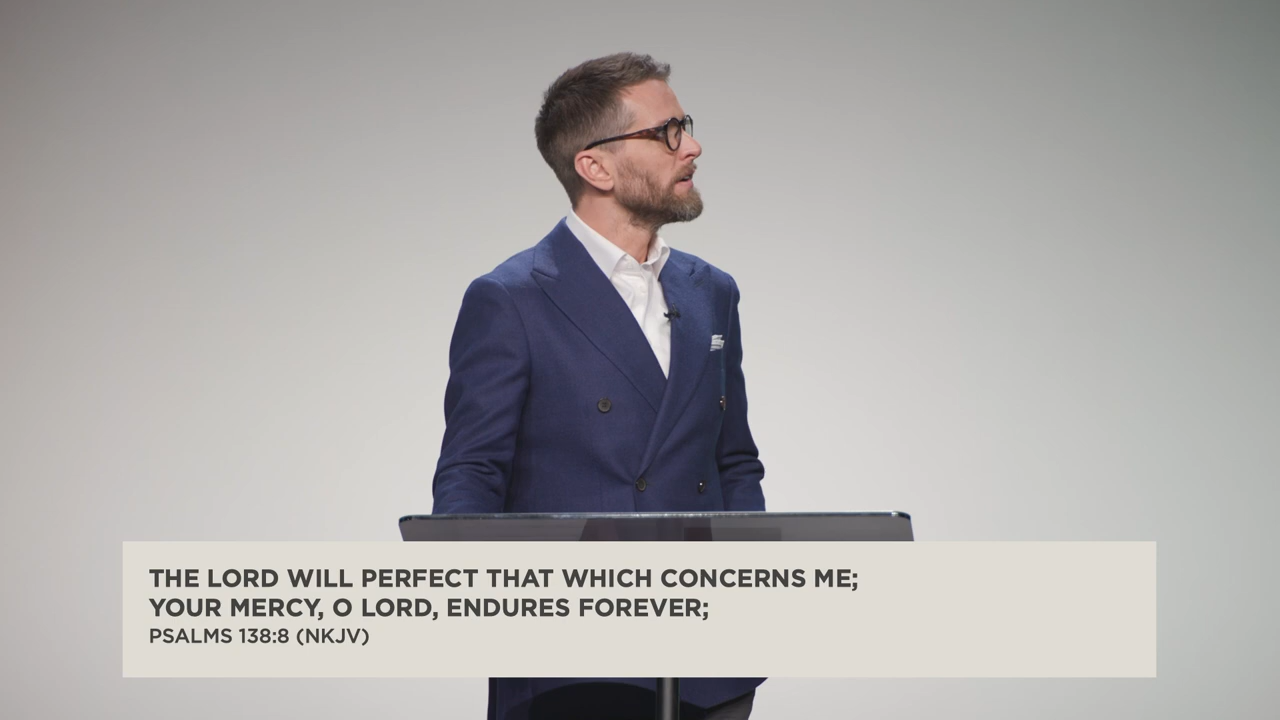 THE LORD WILL PERFECT THAT WHICH CONCERNS ME;
YOUR MERCY, O LORD, ENDURES FOREVER;
PSALMS 138:8 (NKJV)